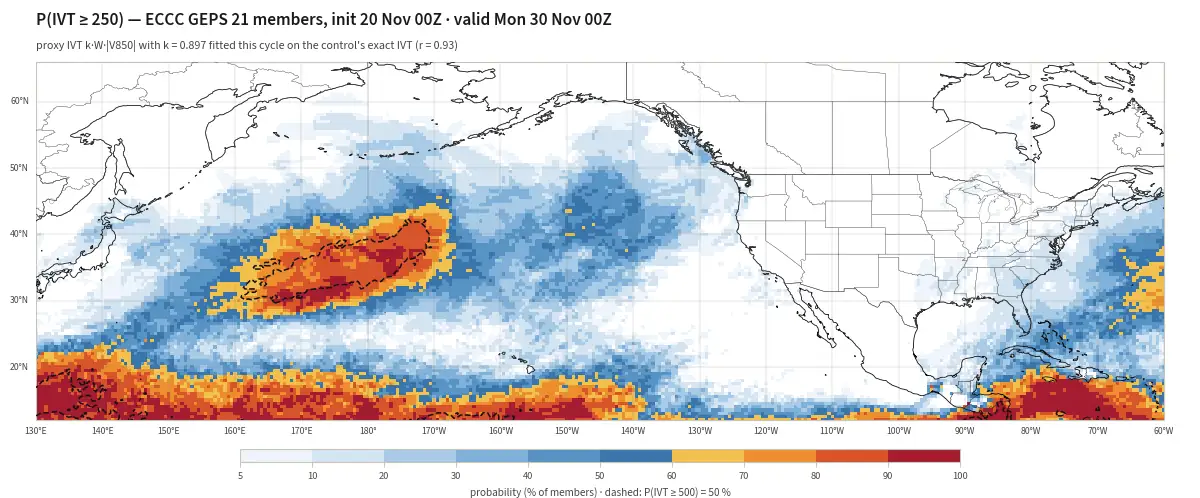 P(IVT ≥ 250) — ECCC GEPS 21 members, init 20 Nov 00Z · valid Mon 30 Nov 00Z
proxy IVT k·W·|V850| with k = 0.897 fitted this cycle on the control's exact IVT (r = 0.93)
60°N
50°N
40°N
30°N
20°N
130°E 140°E 150°E 160°E 170°E 180° 170°W 160°W 150°W 140°W 130°W 120°W 110°W 100°W 90°W 80°W 70°W 60°W
5 10 20 30 40 50 60 70 80 90 100
probability (% of members) · dashed: P(IVT ≥ 500) = 50 %